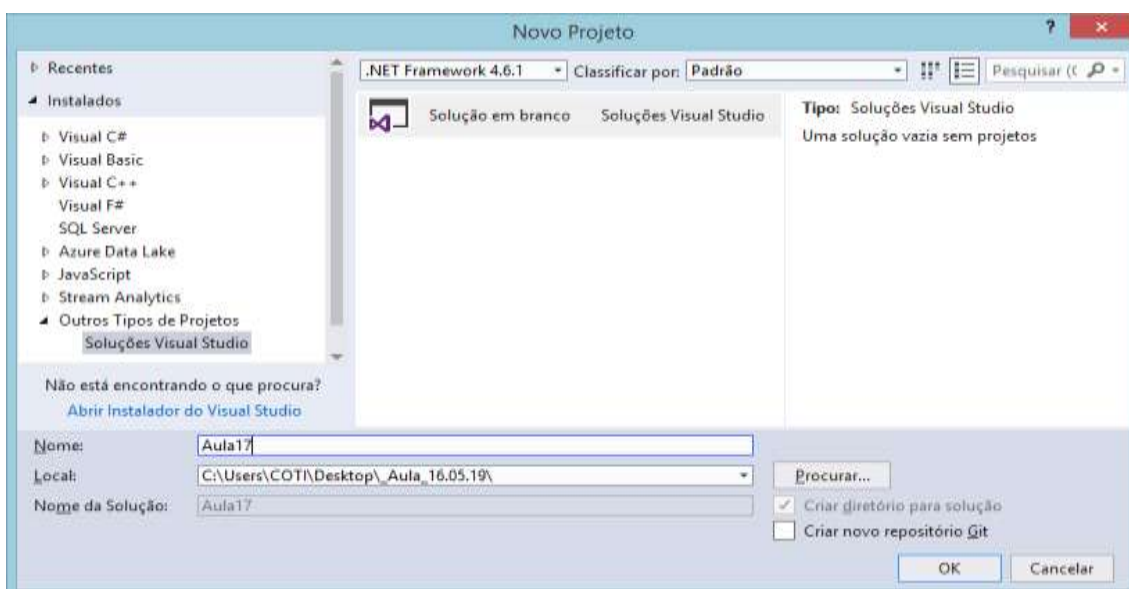 Novo Projeto
?
Recentes
Instalados
Visual C#
Visual Basic
Visual C++
Visual F#
SQL Server
Azure Data Lake
JavaScript
Stream Analytics
Outros Tipos de Projetos
Soluções Visual Studio
Não está encontrando o que procura?
Abrir Instalador do Visual Studio
.NET Framework 4.6.1 Classificar por: Padrão
Pesquisar (C
Solução em branco Soluções Visual Studio
Tipo: Soluções Visual Studio
Uma solução vazia sem projetos
Nome: Aula17
Local: C:\Users\COTI\Desktop\_Aula_16.05.19\ Procurar...
Nome da Solução: Aula17
Criar diretório para solução
Criar novo repositório Git
OK Cancelar